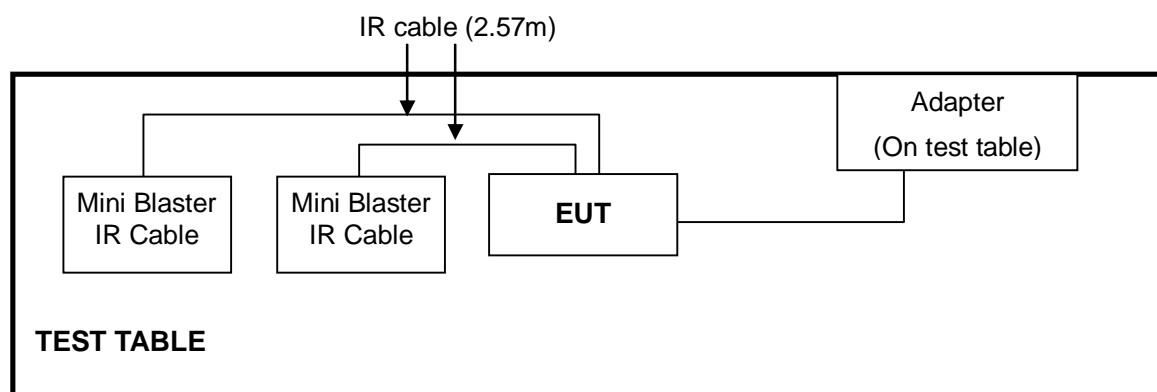 IR cable (2.57m)
Adapter
(On test table)
Mini Blaster
IR Cable
Mini Blaster
IR Cable
EUT
TEST TABLE